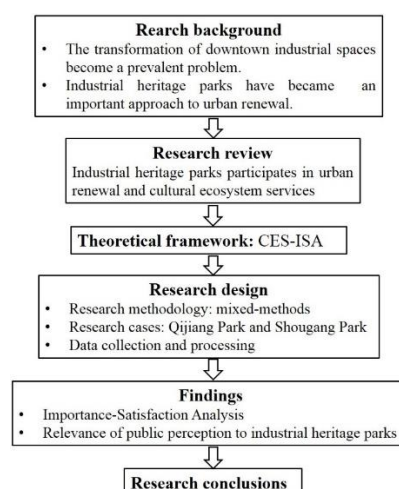 Rearch background
• The transformation of downtown industrial spaces
become a prevalent problem.
• Industrial heritage parks have became an
important approach to urban renewal.
Research review
Industrial heritage parks participates in urban
renewal and cultural ecosystem services
Theoretical framework: CES-ISA
Research design
• Research methodology: mixed-methods
• Research cases: Qijiang Park and Shougang Park
• Data collection and processing
Findings
• Importance-Satisfaction Analysis
• Relevance of public perception to industrial heritage parks
Research conclusions